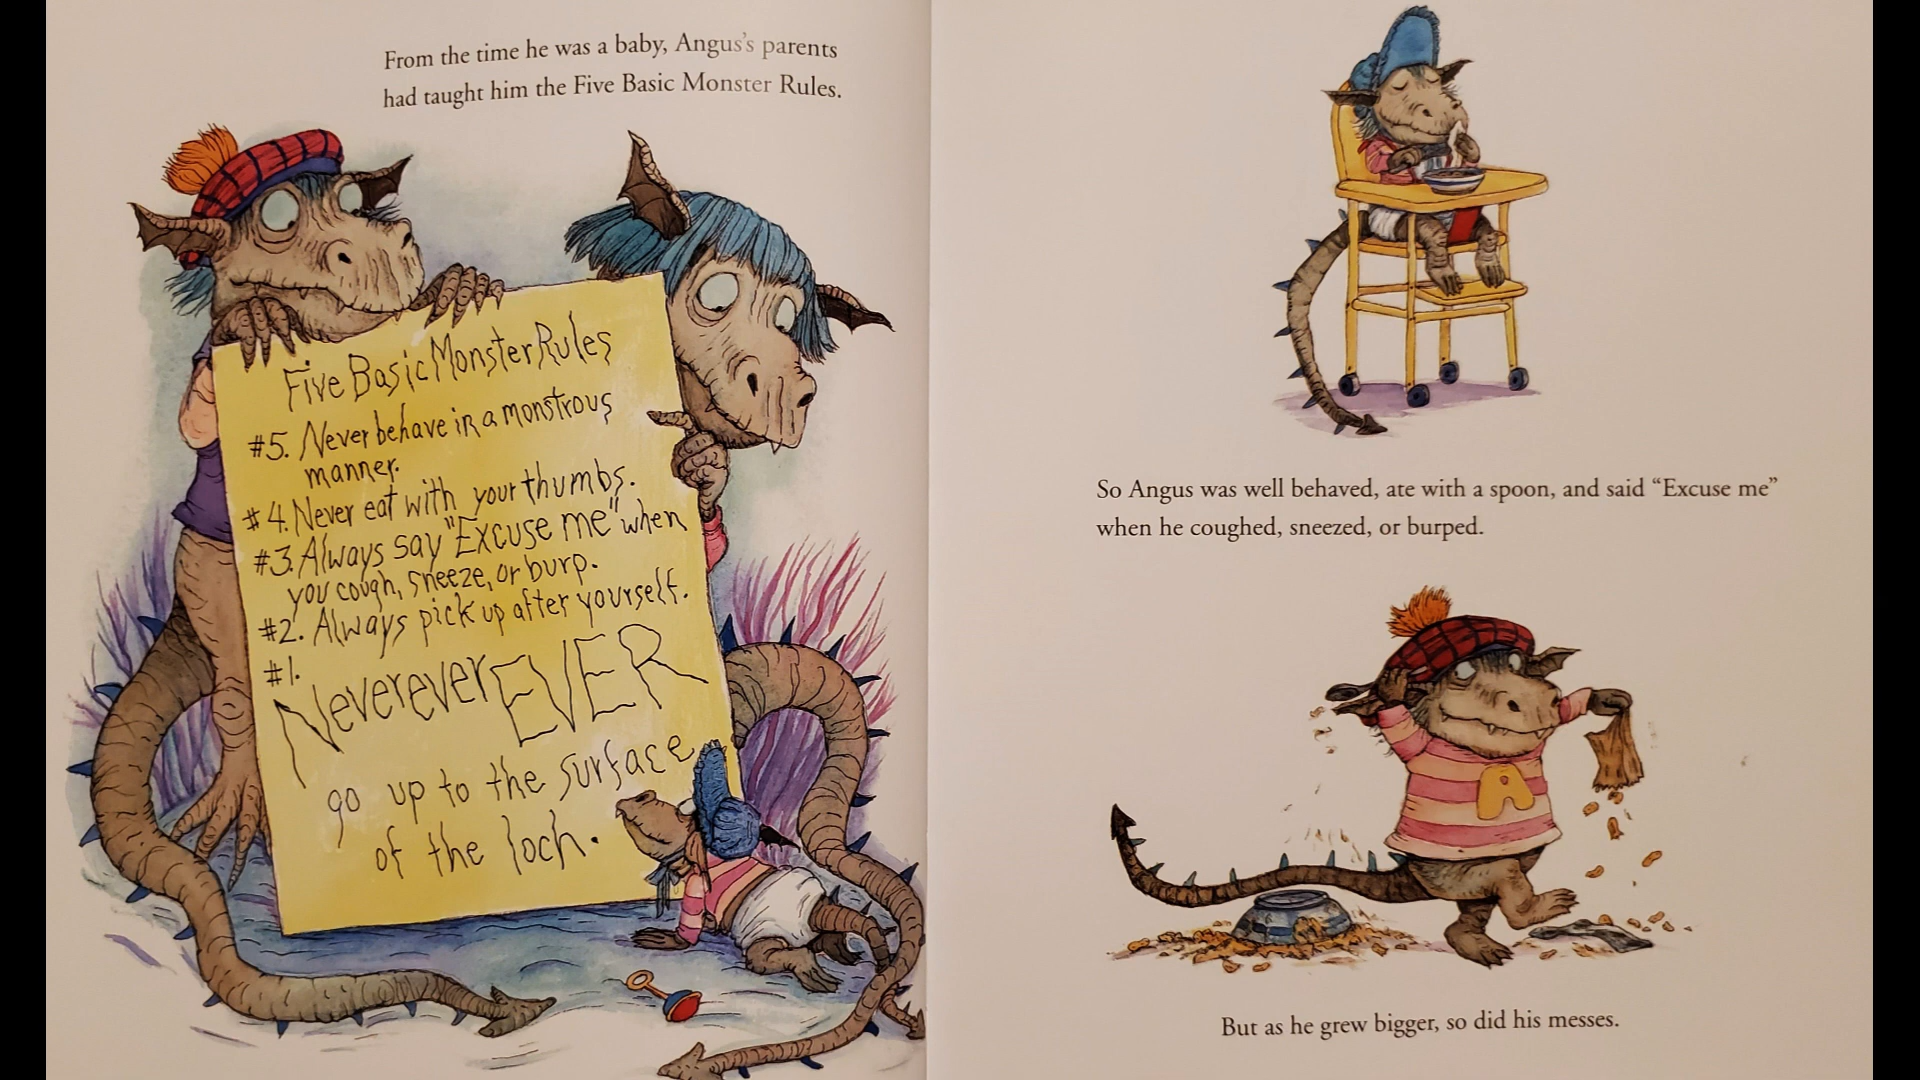 From the time he was a baby, Angus's parents
had taught him the Five Basic Monster Rules.
Five Basic Monster Rules
#5. Never behave in a monstrous
manner.
#4. Never eat with your thumbs.
#3. Always say "Excuse me" when
you cough, sneeze, or burp.
#2. Always pick up after yourself.
#1.
Neverever EVER
go up to the surface
of the loch.
So Angus was well behaved, ate with a spoon, and said “Excuse me”
when he coughed, sneezed, or burped.
A
But as he grew bigger, so did his messes.